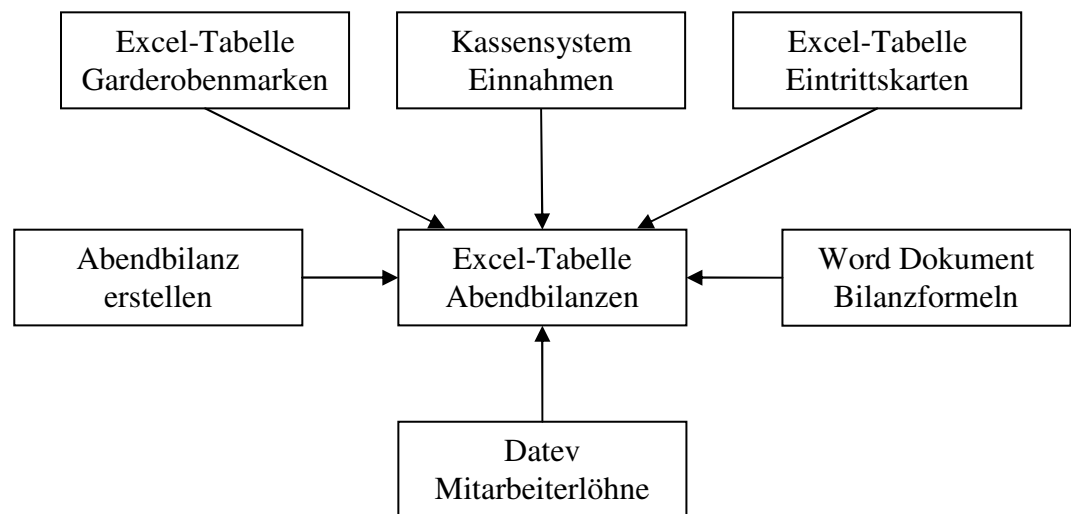 Excel-Tabelle
Garderobenmarken
Kassensystem
Einnahmen
Excel-Tabelle
Eintrittskarten
Abendbilanz
erstellen
Excel-Tabelle
Abendbilanzen
Word Dokument
Bilanzformeln
Datev
Mitarbeiterlöhne